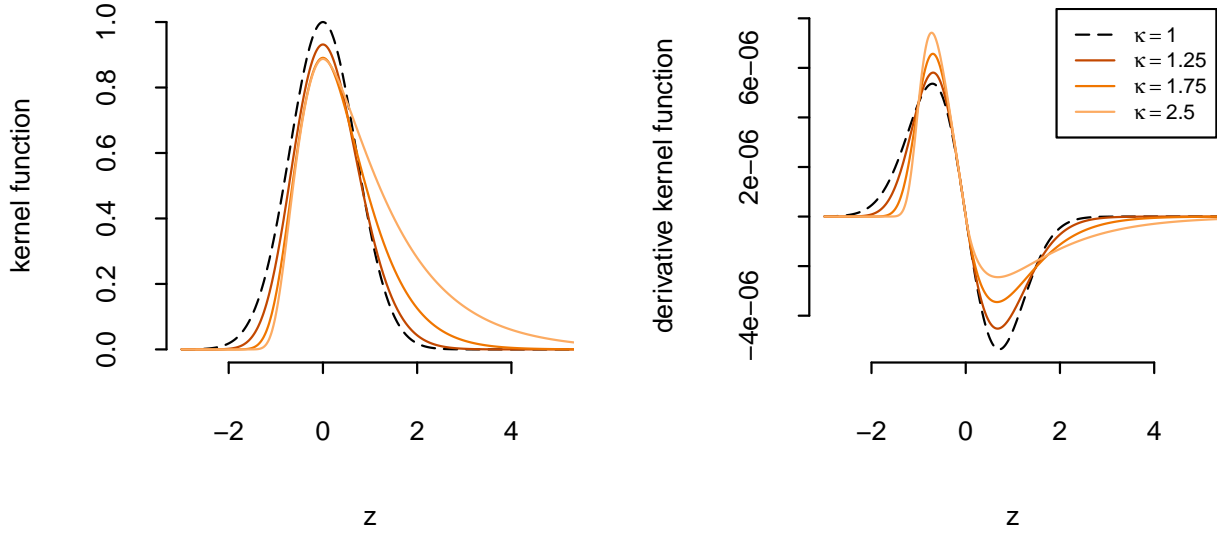 kernel function
0.0 0.2 0.4 0.6 0.8 1.0
−2 0 2 4
z
derivative kernel function
−4e−06 2e−06 6e−06
−2 0 2 4
z
κ = 1
κ = 1.25
κ = 1.75
κ = 2.5